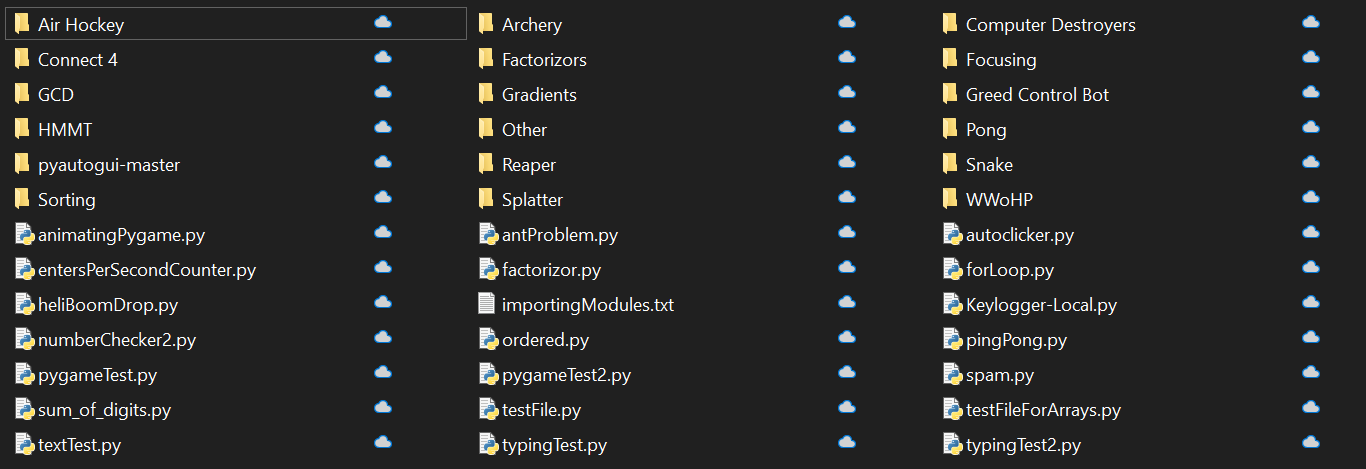 Air Hockey Archery Computer Destroyers
Connect 4 Factorizors Focusing
GCD Gradients Greed Control Bot
HMMT Other Pong
pyautogui-master Reaper Snake
Sorting Splatter WWoHP
animatingPygame.py antProblem.py autoclicker.py
entersPerSecondCounter.py factorizor.py forLoop.py
heliBoomDrop.py importingModules.txt Keylogger-Local.py
numberChecker2.py ordered.py pingPong.py
pygameTest.py pygameTest2.py spam.py
sum_of_digits.py testFile.py testFileForArrays.py
textTest.py typingTest.py typingTest2.py